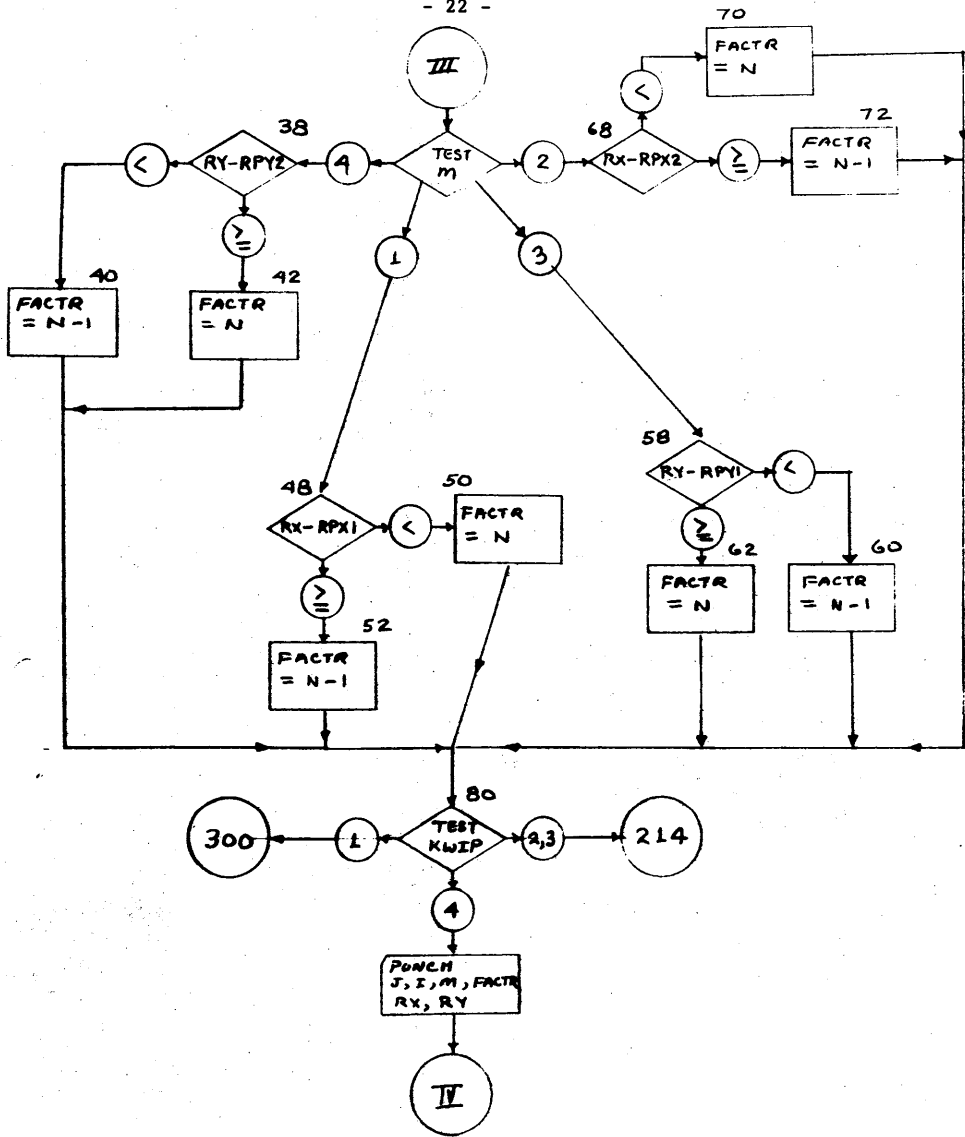 - 22 -
III
70
FACTR
= N
<
38
RY-RPY2
<
4
TEST
M
2
68
RX-RPX2
≥
72
FACTR
= N-1
≥
1
3
40
FACTR
= N-1
42
FACTR
= N
58
RY-RPY1
<
48
RX-RPX1
<
50
FACTR
= N
≥
62
FACTR
= N
60
FACTR
= N-1
≥
52
FACTR
= N-1
80
TEST
KWIP
300
1
2,3
214
4
PUNCH
J, I, M, FACTR
RX, RY
IV